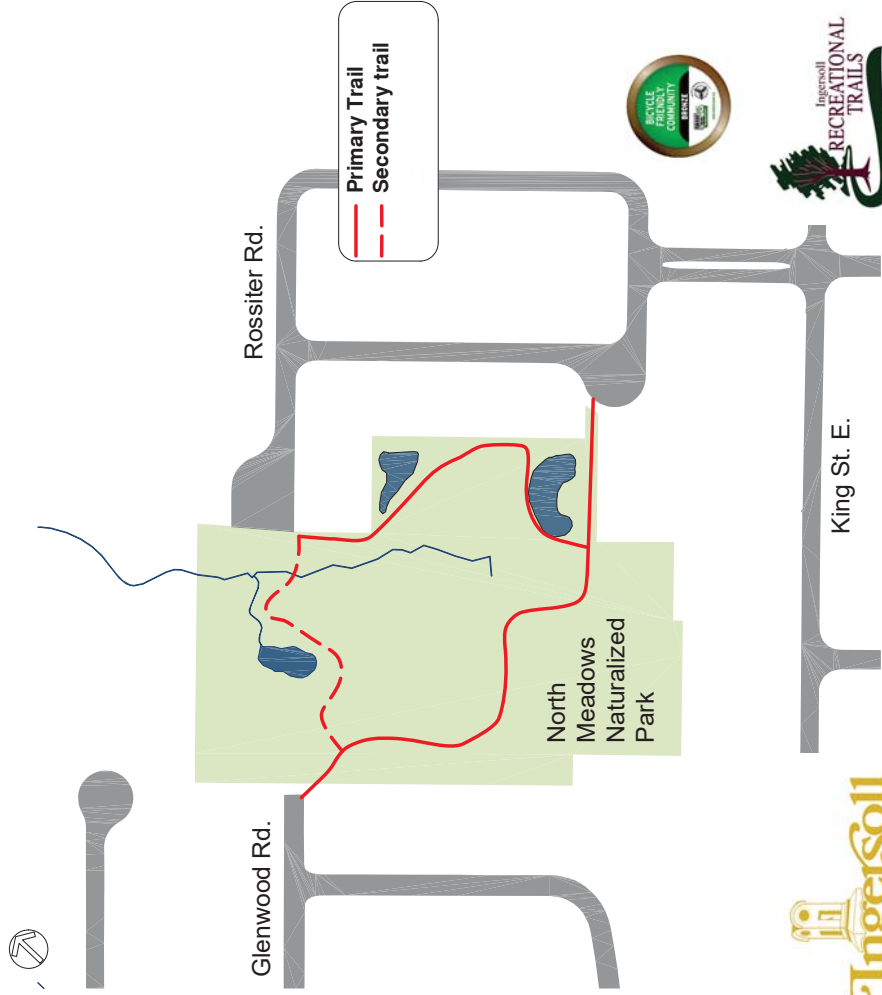 Rossiter Rd.
Primary Trail
Secondary trail
BICYCLE
FRIENDLY
COMMUNITY
BRONZE
Ingersoll
RECREATIONAL
TRAILS
Glenwood Rd.
North
Meadows
Naturalized
Park
King St. E.
Ingersoll